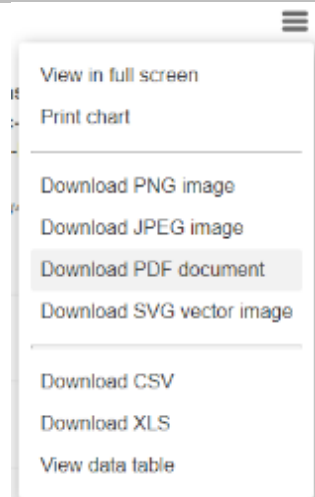 View in full screen
Print chart
Download PNG image
Download JPEG image
Download PDF document
Download SVG vector image
Download CSV
Download XLS
View data table